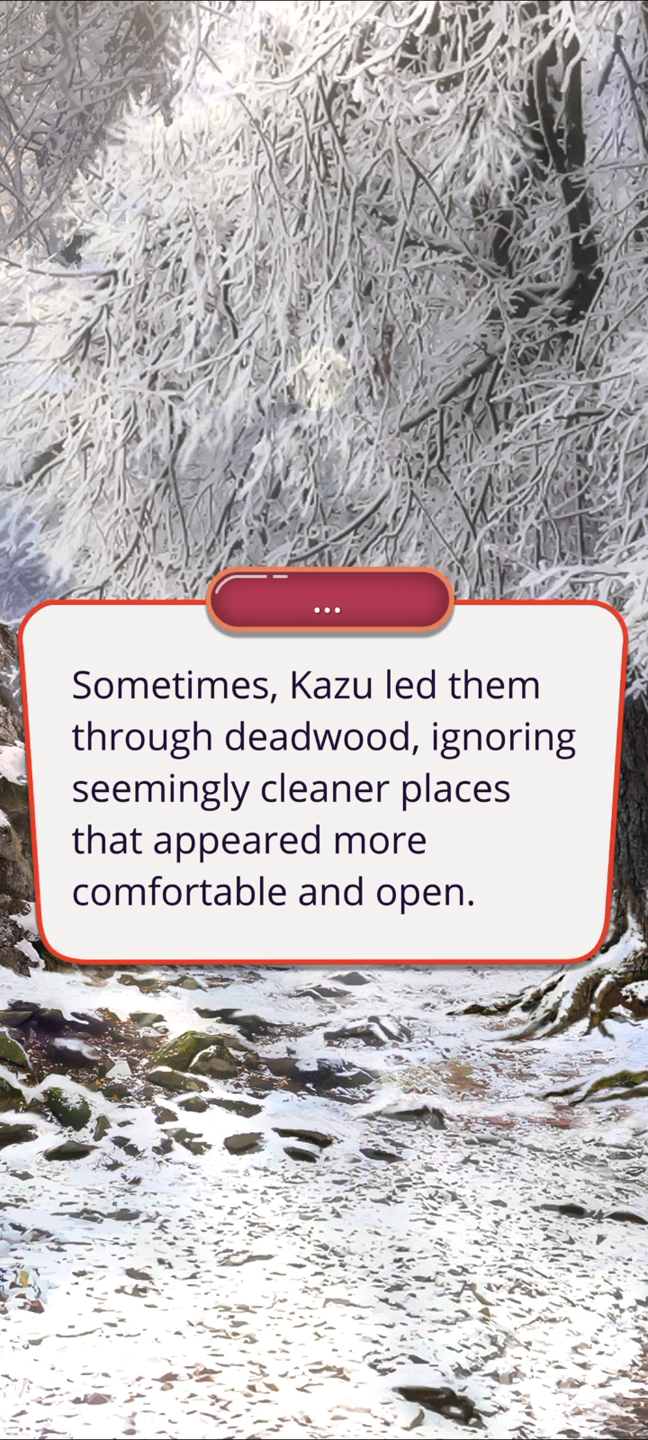 ...
Sometimes, Kazu led them
through deadwood, ignoring
seemingly cleaner places
that appeared more
comfortable and open.